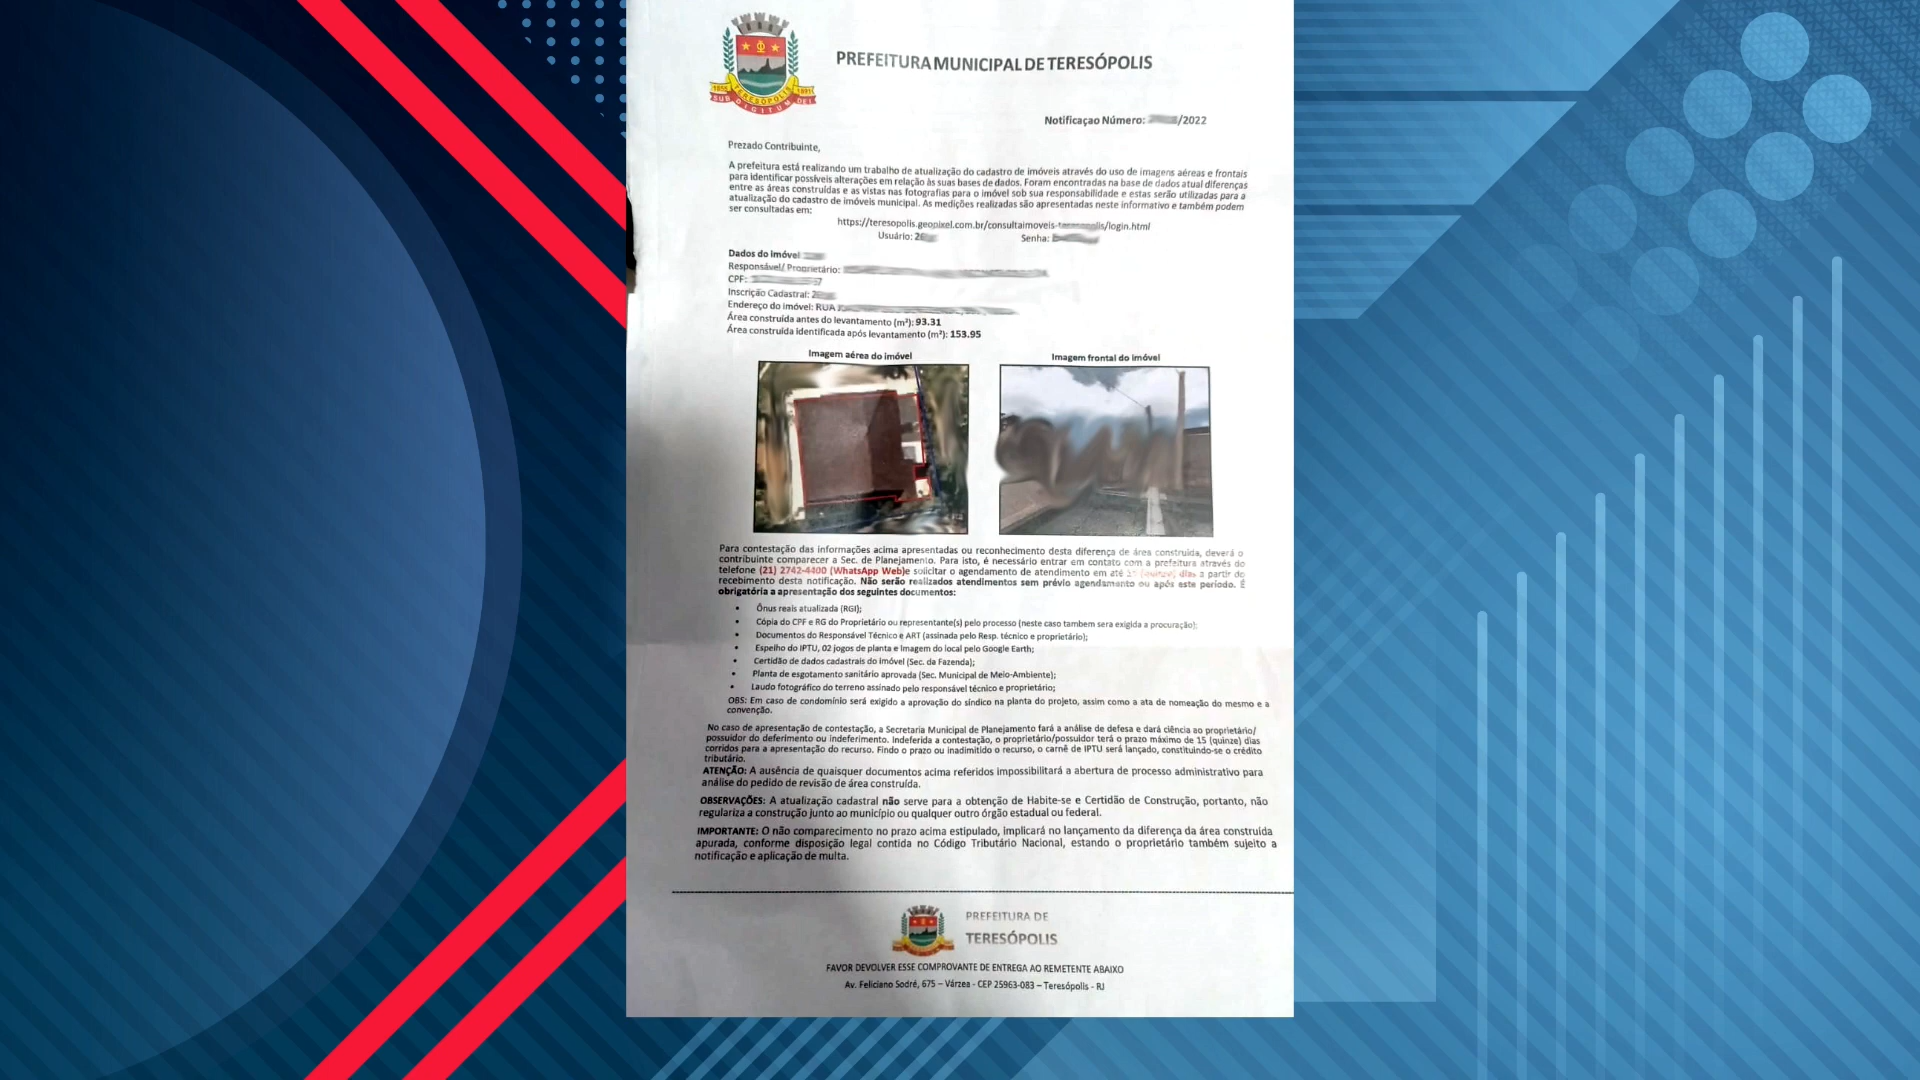 PREFEITURA MUNICIPAL DE TERESÓPOLIS
1855 TERESÓPOLIS 1891
SUB DIGITUM DEI
Notificaçao Número: /2022
Prezado Contribuinte,
A prefeitura está realizando um trabalho de atualização do cadastro de imóveis através do uso de imagens aéreas e frontais
para identificar possíveis alterações em relação às suas bases de dados. Foram encontradas na base de dados atual diferenças
entre as áreas construídas e as vistas nas fotografias para o imóvel sob sua responsabilidade e estas serão utilizadas para a
atualização do cadastro de imóveis municipal. As medições realizadas são apresentadas neste informativo e também podem
ser consultadas em:
https://teresopolis.geopixel.com.br/consultaimoveis-teresopolis/login.html
Usuário: 2 Senha:
Dados do Imóvel
Responsável/ Proprietário:
CPF:
Inscrição Cadastral: 2
Endereço do imóvel: RUA
Área construída antes do levantamento (m²): 93.31
Área construída identificada após levantamento (m²): 153.95
Imagem aérea do imóvel Imagem frontal do imóvel
Para contestação das informações acima apresentadas ou reconhecimento desta diferença de área construída, deverá o
contribuinte comparecer a Sec. de Planejamento. Para isto, é necessário entrar em contato com a prefeitura através do
telefone (21) 2742-4400 (WhatsApp Web)e solicitar o agendamento de atendimento em até (quinze) dias a partir do
recebimento desta notificação. Não serão realizados atendimentos sem prévio agendamento ou após este período. É
obrigatória a apresentação dos seguintes documentos:
• Ônus reais atualizada (RGI);
• Cópia do CPF e RG do Proprietário ou representante(s) pelo processo (neste caso tambem sera exigida a procuração);
• Documentos do Responsável Técnico e ART (assinada pelo Resp. técnico e proprietário);
• Espelho do IPTU, 02 jogos de planta e Imagem do local pelo Google Earth;
• Certidão de dados cadastrais do imóvel (Sec. da Fazenda);
• Planta de esgotamento sanitário aprovada (Sec. Municipal de Meio-Ambiente);
• Laudo fotográfico do terreno assinado pelo responsável técnico e proprietário;
OBS: Em caso de condomínio será exigido a aprovação do síndico na planta do projeto, assim como a ata de nomeação do mesmo e a
convenção.
No caso de apresentação de contestação, a Secretaria Municipal de Planejamento fará a análise de defesa e dará ciência ao proprietário/
possuidor do deferimento ou indeferimento. Indeferida a contestação, o proprietário/possuidor terá o prazo máximo de 15 (quinze) dias
corridos para a apresentação do recurso. Findo o prazo ou inadimitido o recurso, o carnê de IPTU será lançado, constituindo-se o crédito
tributário.
ATENÇÃO: A ausência de quaisquer documentos acima referidos impossibilitará a abertura de processo administrativo para
análise do pedido de revisão de área construída.
OBSERVAÇÕES: A atualização cadastral não serve para a obtenção de Habite-se e Certidão de Construção, portanto, não
regulariza a construção junto ao município ou qualquer outro órgão estadual ou federal.
IMPORTANTE: O não comparecimento no prazo acima estipulado, implicará no lançamento da diferença da área construída
apurada, conforme disposição legal contida no Código Tributário Nacional, estando o proprietário também sujeito a
notificação e aplicação de multa.
PREFEITURA DE
TERESÓPOLIS
FAVOR DEVOLVER ESSE COMPROVANTE DE ENTREGA AO REMETENTE ABAIXO
Av. Feliciano Sodré, 675 – Várzea - CEP 25963-083 – Teresópolis - RJ